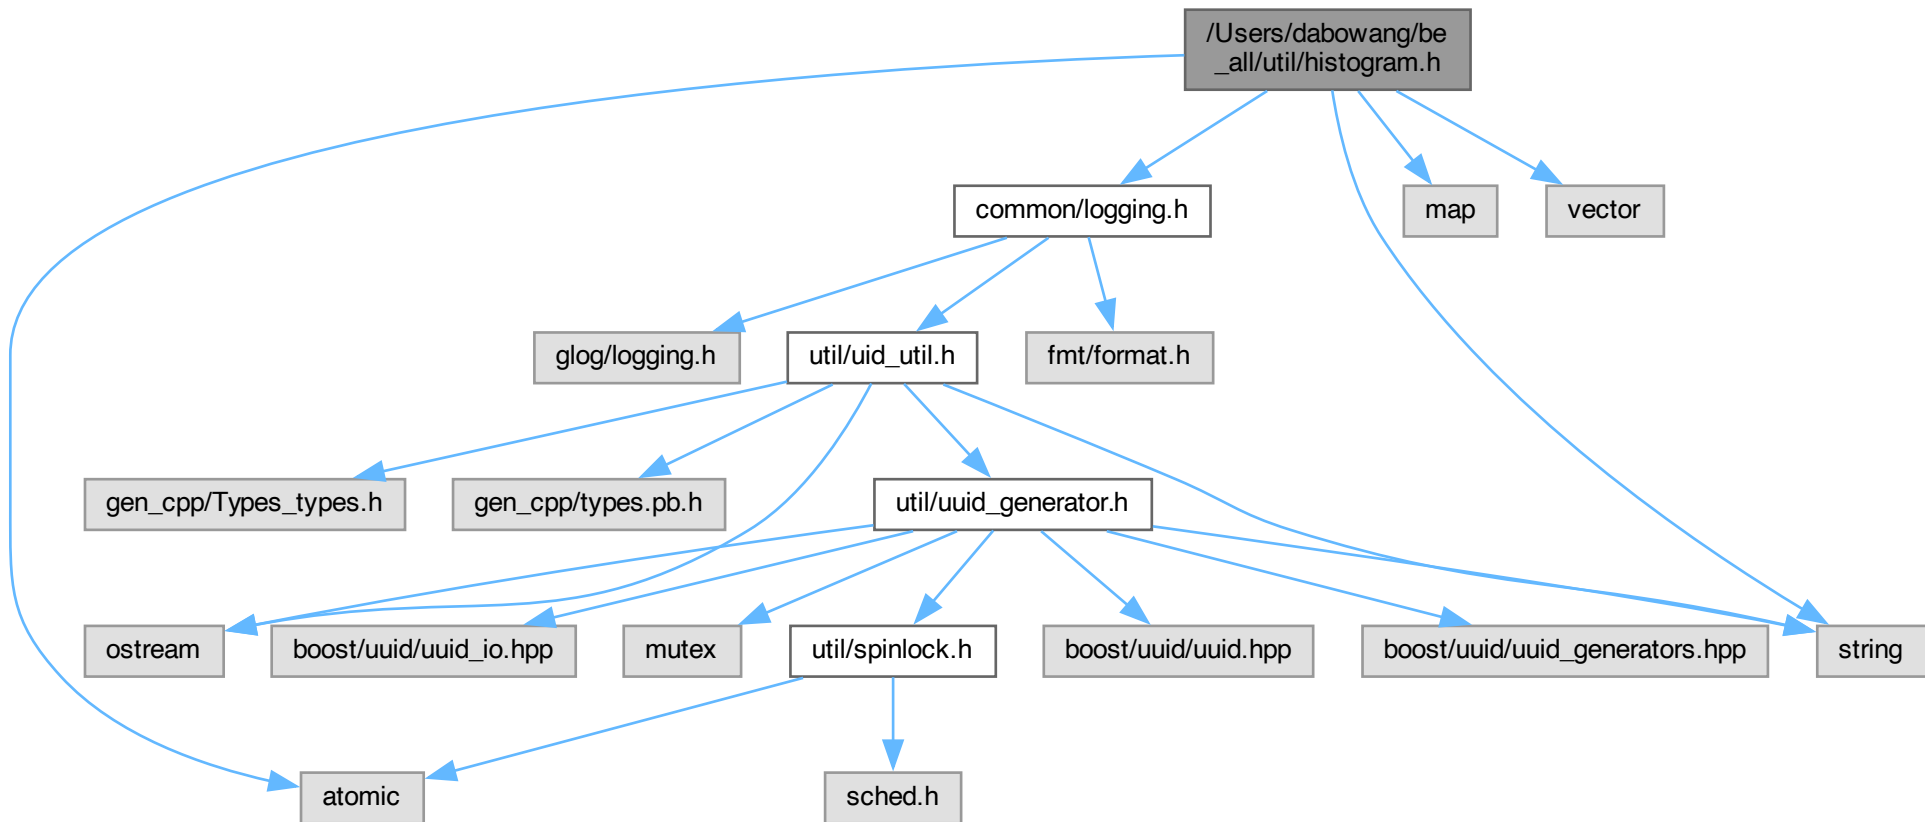 /Users/dabowang/be
_all/util/histogram.h
common/logging.h
map
vector
glog/logging.h
util/uid_util.h
fmt/format.h
gen_cpp/Types_types.h
gen_cpp/types.pb.h
util/uuid_generator.h
ostream
boost/uuid/uuid_io.hpp
mutex
util/spinlock.h
boost/uuid/uuid.hpp
boost/uuid/uuid_generators.hpp
string
atomic
sched.h